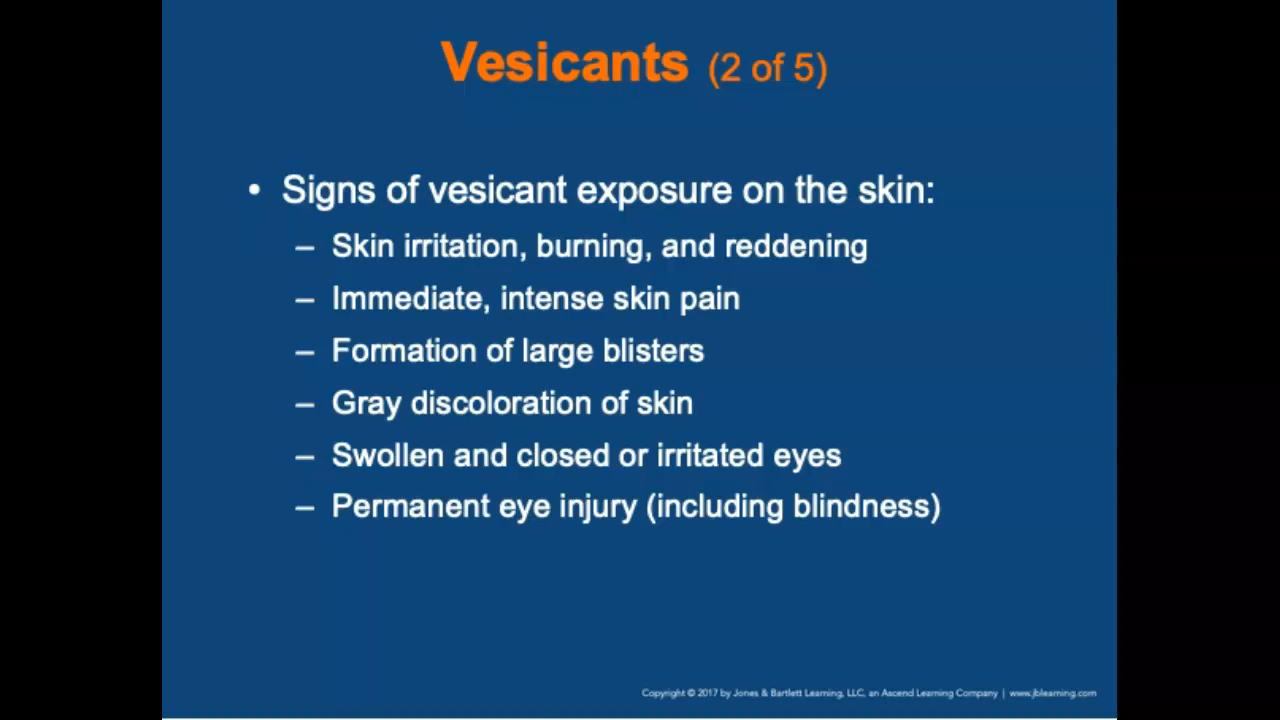 Vesicants (2 of 5)
• Signs of vesicant exposure on the skin:
– Skin irritation, burning, and reddening
– Immediate, intense skin pain
– Formation of large blisters
– Gray discoloration of skin
– Swollen and closed or irritated eyes
– Permanent eye injury (including blindness)
Copyright © 2017 by Jones & Bartlett Learning, LLC, an Ascend Learning Company | www.jblearning.com